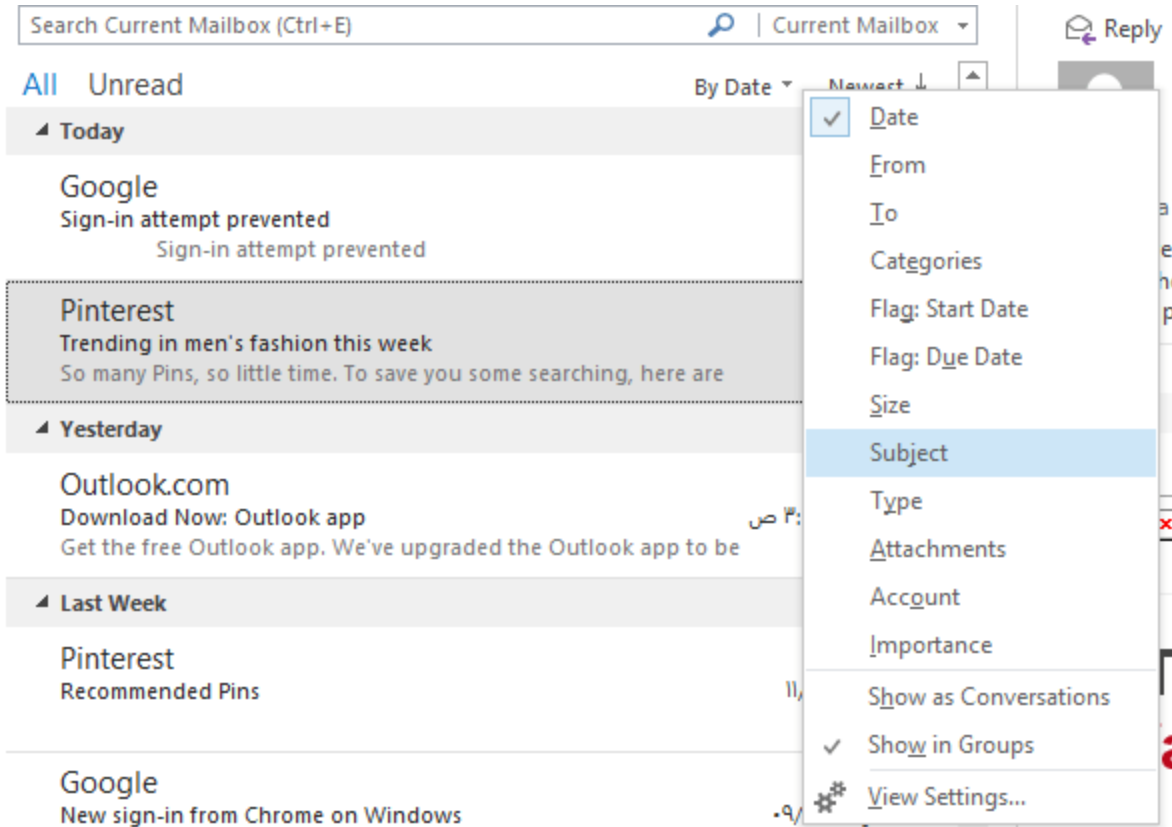 Search Current Mailbox (Ctrl+E) Current Mailbox
Reply
All Unread By Date Newest
Today
Google
Sign-in attempt prevented
Sign-in attempt prevented
Pinterest
Trending in men's fashion this week
So many Pins, so little time. To save you some searching, here are
Yesterday
Outlook.com
Download Now: Outlook app
٣: ص
Get the free Outlook app. We've upgraded the Outlook app to be
Last Week
Pinterest
Recommended Pins
١١/
Google
New sign-in from Chrome on Windows
٠٩/
Date
From
To
Categories
Flag: Start Date
Flag: Due Date
Size
Subject
Type
Attachments
Account
Importance
Show as Conversations
Show in Groups
View Settings...